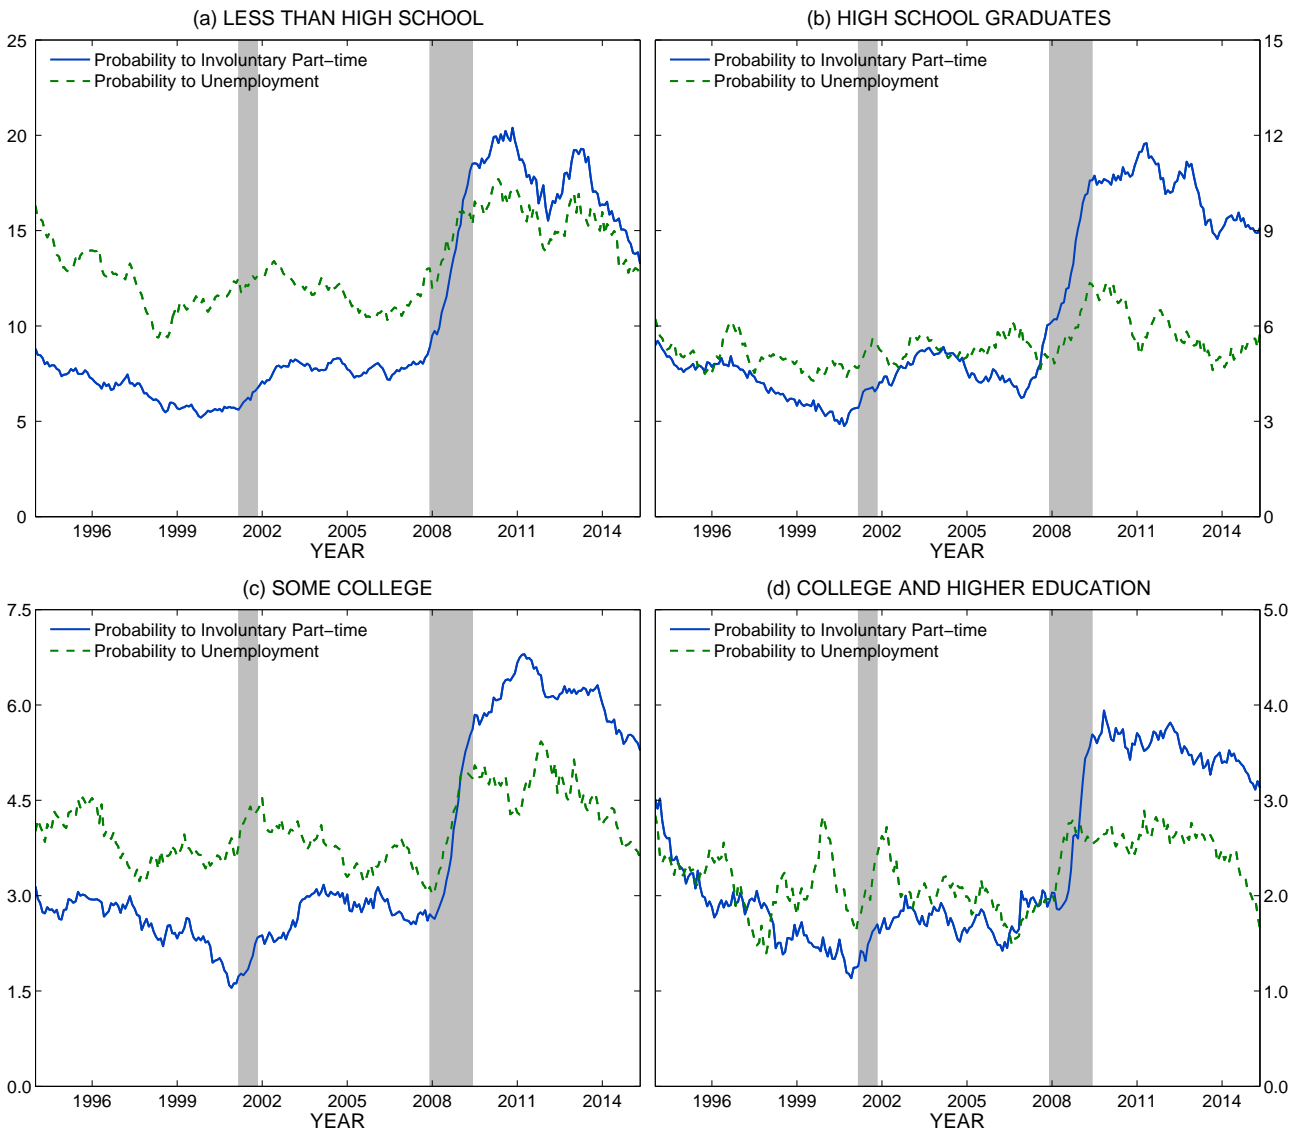 (a) LESS THAN HIGH SCHOOL
25
20
15
10
5
0
Probability to Involuntary Part−time
Probability to Unemployment
1996 1999 2002 2005 2008 2011 2014
YEAR
(b) HIGH SCHOOL GRADUATES
15
12
9
6
3
0
Probability to Involuntary Part−time
Probability to Unemployment
1996 1999 2002 2005 2008 2011 2014
YEAR
(c) SOME COLLEGE
7.5
6.0
4.5
3.0
1.5
0.0
Probability to Involuntary Part−time
Probability to Unemployment
1996 1999 2002 2005 2008 2011 2014
YEAR
(d) COLLEGE AND HIGHER EDUCATION
5.0
4.0
3.0
2.0
1.0
0.0
Probability to Involuntary Part−time
Probability to Unemployment
1996 1999 2002 2005 2008 2011 2014
YEAR